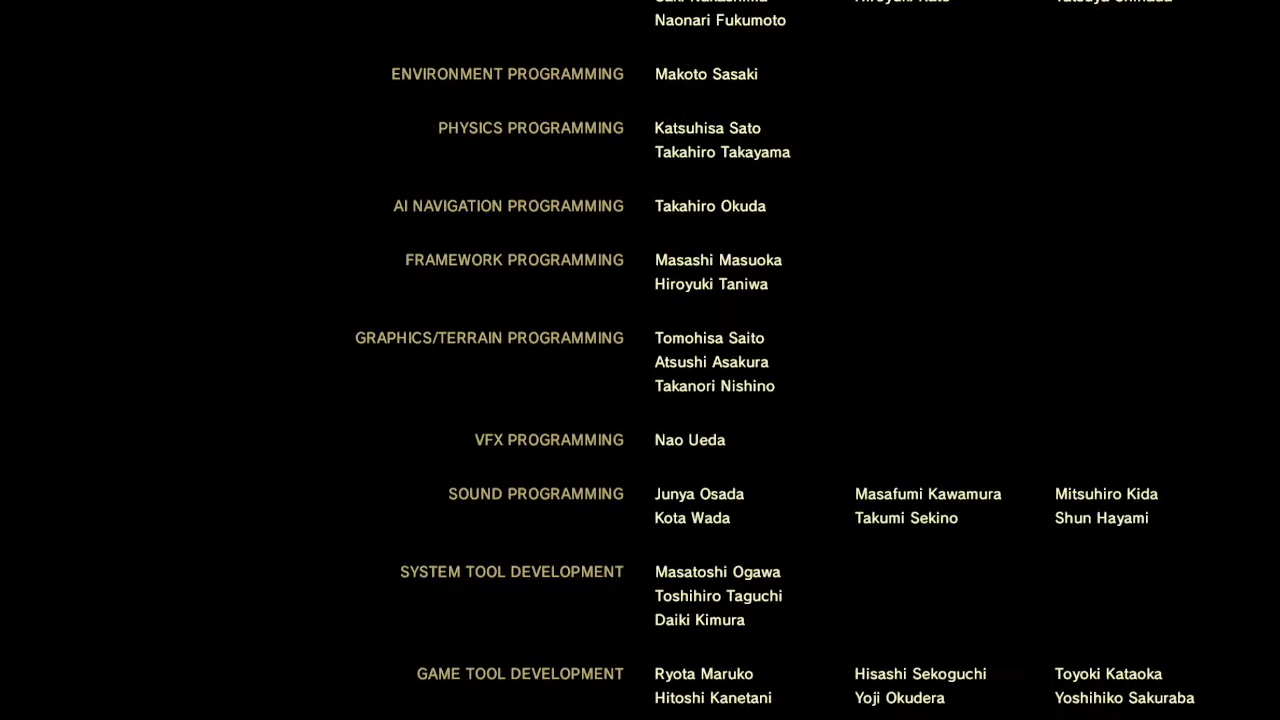 Naonari Fukumoto
ENVIRONMENT PROGRAMMING Makoto Sasaki
PHYSICS PROGRAMMING Katsuhisa Sato
Takahiro Takayama
AI NAVIGATION PROGRAMMING Takahiro Okuda
FRAMEWORK PROGRAMMING Masashi Masuoka
Hiroyuki Taniwa
GRAPHICS/TERRAIN PROGRAMMING Tomohisa Saito
Atsushi Asakura
Takanori Nishino
VFX PROGRAMMING Nao Ueda
SOUND PROGRAMMING Junya Osada Masafumi Kawamura Mitsuhiro Kida
Kota Wada Takumi Sekino Shun Hayami
SYSTEM TOOL DEVELOPMENT Masatoshi Ogawa
Toshihiro Taguchi
Daiki Kimura
GAME TOOL DEVELOPMENT Ryota Maruko Hisashi Sekoguchi Toyoki Kataoka
Hitoshi Kanetani Yoji Okudera Yoshihiko Sakuraba